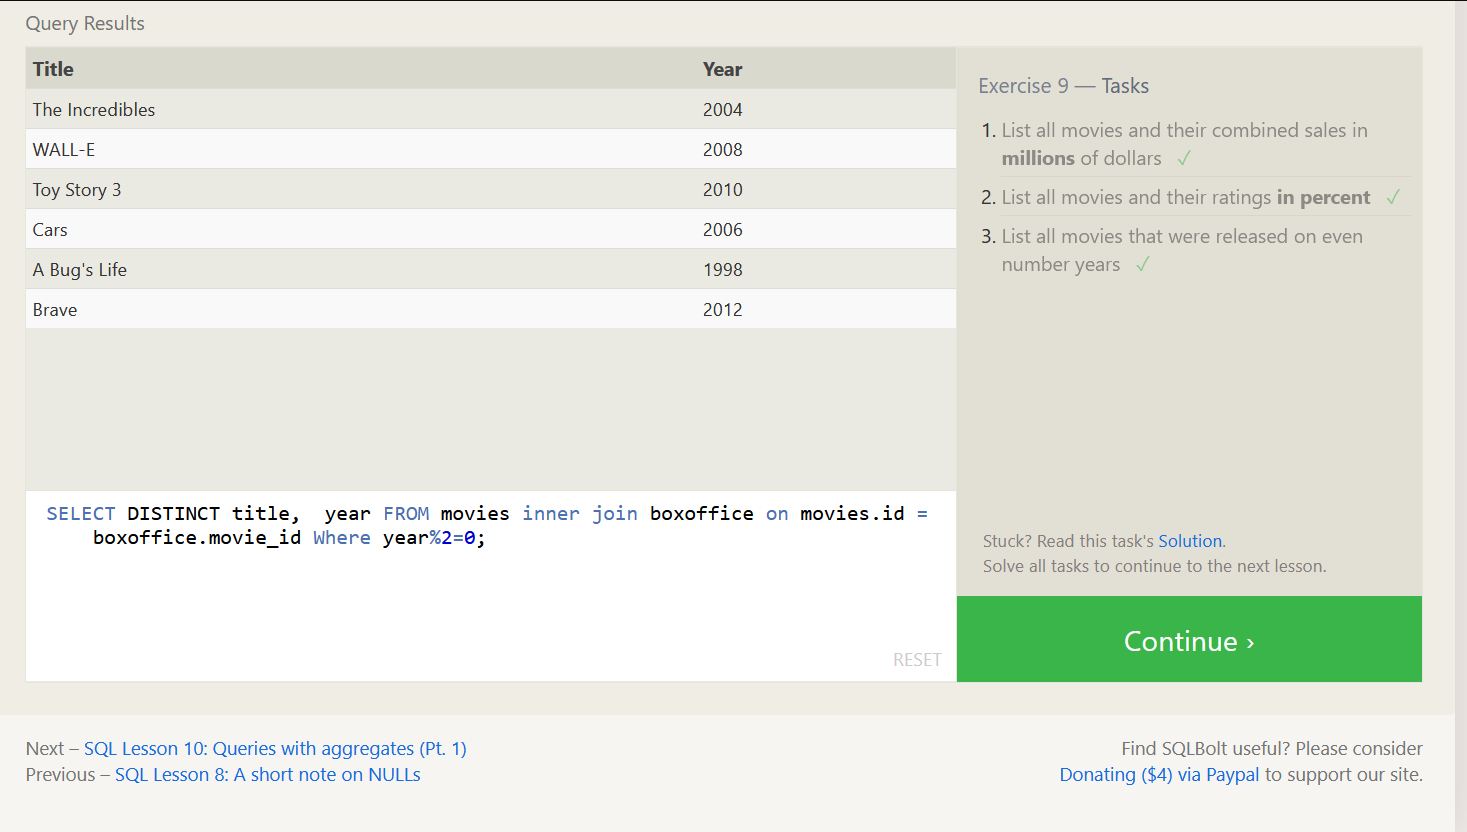 Query Results
Title Year
The Incredibles 2004
WALL-E 2008
Toy Story 3 2010
Cars 2006
A Bug's Life 1998
Brave 2012
SELECT DISTINCT title,  year FROM movies inner join boxoffice on movies.id =
boxoffice.movie_id Where year%2=0;
RESET
Exercise 9 — Tasks
1. List all movies and their combined sales in
millions of dollars ✓
2. List all movies and their ratings in percent ✓
3. List all movies that were released on even
number years ✓
Stuck? Read this task's Solution.
Solve all tasks to continue to the next lesson.
Continue ›
Next – SQL Lesson 10: Queries with aggregates (Pt. 1)
Previous – SQL Lesson 8: A short note on NULLs
Find SQLBolt useful? Please consider
Donating ($4) via Paypal to support our site.